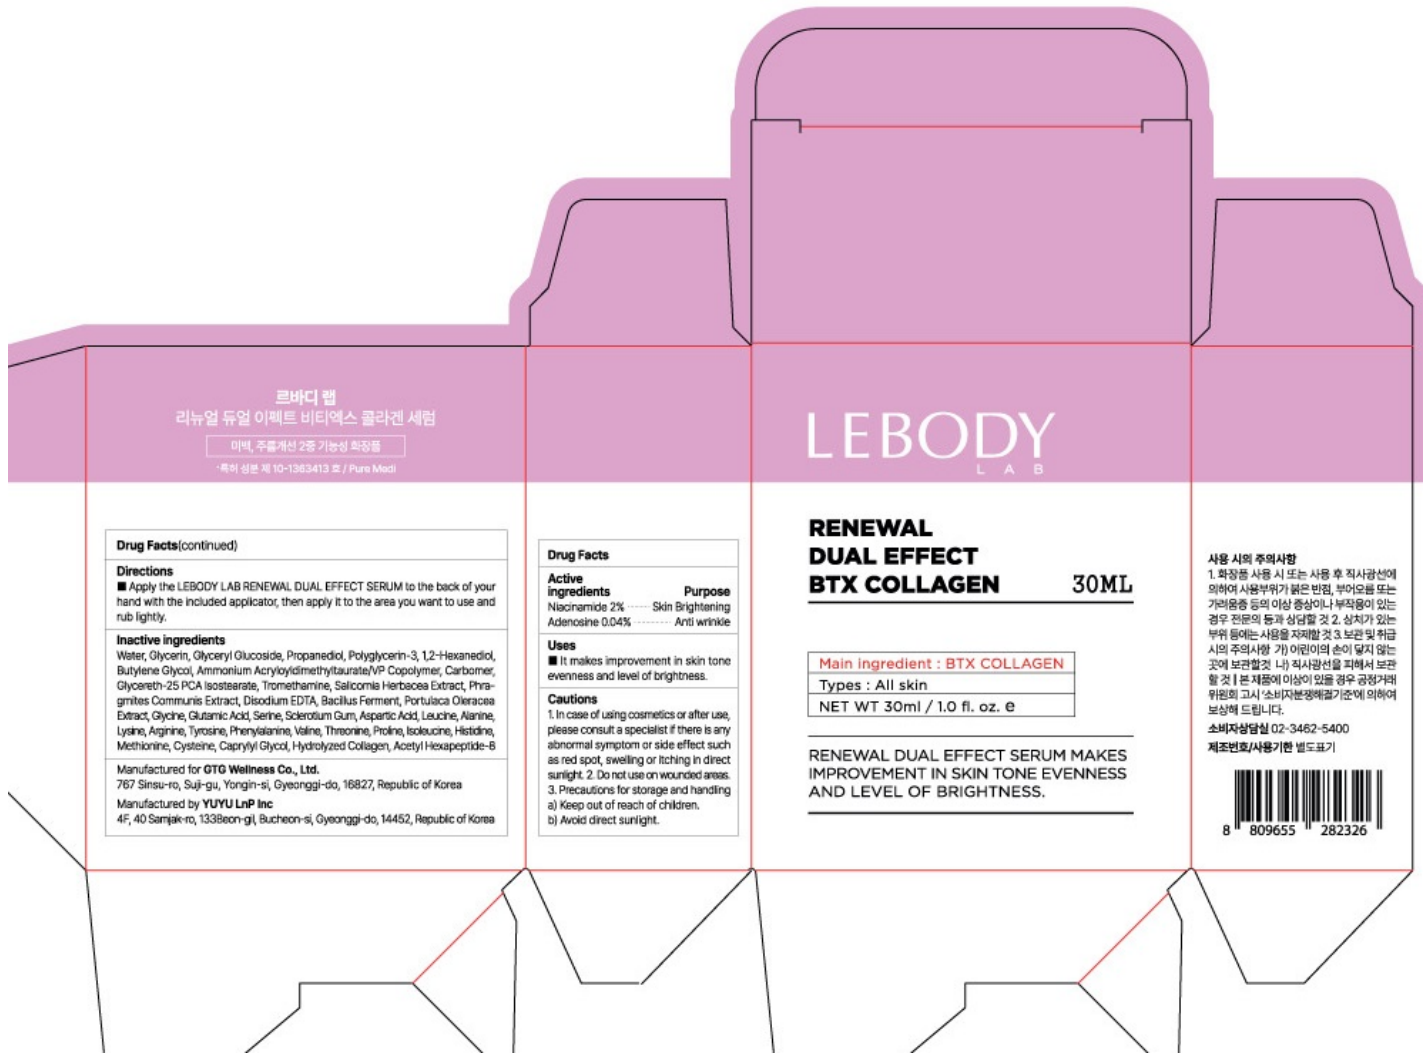 르바디 랩
리뉴얼 듀얼 이펙트 비티엑스 콜라겐 세럼
미백, 주름개선 2중 기능성 화장품
*특허 성분 제 10-1363413 호 / Pure Medi
Drug Facts(continued)
Directions
■ Apply the LEBODY LAB RENEWAL DUAL EFFECT SERUM to the back of your
hand with the included applicator, then apply it to the area you want to use and
rub lightly.
Inactive ingredients
Water, Glycerin, Glyceryl Glucoside, Propanediol, Polyglycerin-3, 1,2-Hexanediol,
Butylene Glycol, Ammonium Acryloyldimethyltaurate/VP Copolymer, Carbomer,
Glycereth-25 PCA Isostearate, Tromethamine, Salicornia Herbacea Extract, Phra-
gmites Communis Extract, Disodium EDTA, Bacillus Ferment, Portulaca Oleracea
Extract, Glycine, Glutamic Acid, Serine, Sclerotium Gum, Aspartic Acid, Leucine, Alanine,
Lysine, Arginine, Tyrosine, Phenylalanine, Valine, Threonine, Proline, Isoleucine, Histidine,
Methionine, Cysteine, Caprylyl Glycol, Hydrolyzed Collagen, Acetyl Hexapeptide-8
Manufactured for GTG Wellness Co., Ltd.
767 Sinsu-ro, Suji-gu, Yongin-si, Gyeonggi-do, 16827, Republic of Korea
Manufactured by YUYU LnP Inc
4F, 40 Samjak-ro, 133Beon-gil, Bucheon-si, Gyeonggi-do, 14452, Republic of Korea
Drug Facts
Active
ingredients Purpose
Niacinamide 2% ······ Skin Brightening
Adenosine 0.04% ············ Anti wrinkle
Uses
■ It makes improvement in skin tone
evenness and level of brightness.
Cautions
1. In case of using cosmetics or after use,
please consult a specialist if there is any
abnormal symptom or side effect such
as red spot, swelling or itching in direct
sunlight. 2. Do not use on wounded areas.
3. Precautions for storage and handling
a) Keep out of reach of children.
b) Avoid direct sunlight.
LEBODY
LAB
RENEWAL
DUAL EFFECT
BTX COLLAGEN 30ML
Main ingredient : BTX COLLAGEN
Types : All skin
NET WT 30ml / 1.0 fl. oz. e
RENEWAL DUAL EFFECT SERUM MAKES
IMPROVEMENT IN SKIN TONE EVENNESS
AND LEVEL OF BRIGHTNESS.
사용 시의 주의사항
1. 화장품 사용 시 또는 사용 후 직사광선에
의하여 사용부위가 붉은 반점, 부어오름 또는
가려움증 등의 이상 증상이나 부작용이 있는
경우 전문의 등과 상담할 것 2. 상처가 있는
부위 등에는 사용을 자제할 것 3. 보관 및 취급
시의 주의사항 가) 어린이의 손이 닿지 않는
곳에 보관할것 나) 직사광선을 피해서 보관
할 것 | 본 제품에 이상이 있을 경우 공정거래
위원회 고시 '소비자분쟁해결기준'에 의하여
보상해 드립니다.
소비자상담실 02-3462-5400
제조번호/사용기한 별도표기
8 809655 282326